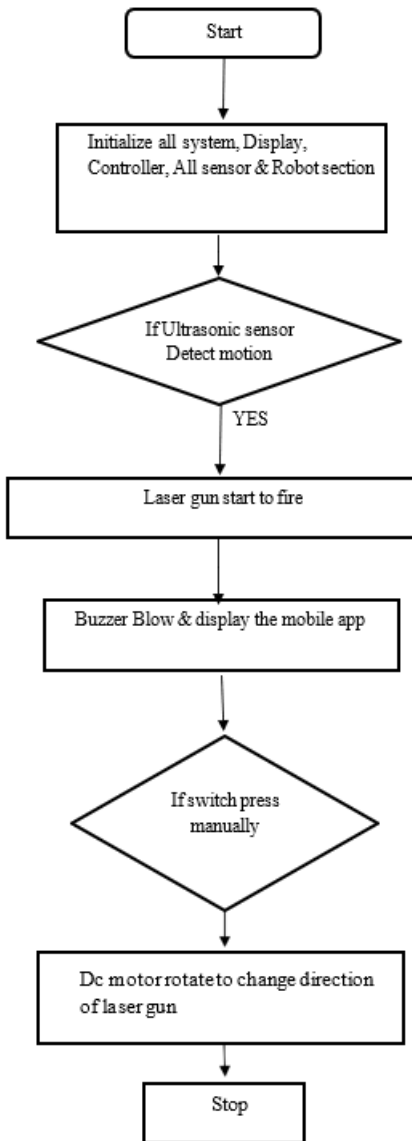 Start
Initialize all system, Display,
Controller, All sensor & Robot section
If Ultrasonic sensor
Detect motion
YES
Laser gun start to fire
Buzzer Blow & display the mobile app
If switch press
manually
Dc motor rotate to change direction
of laser gun
Stop